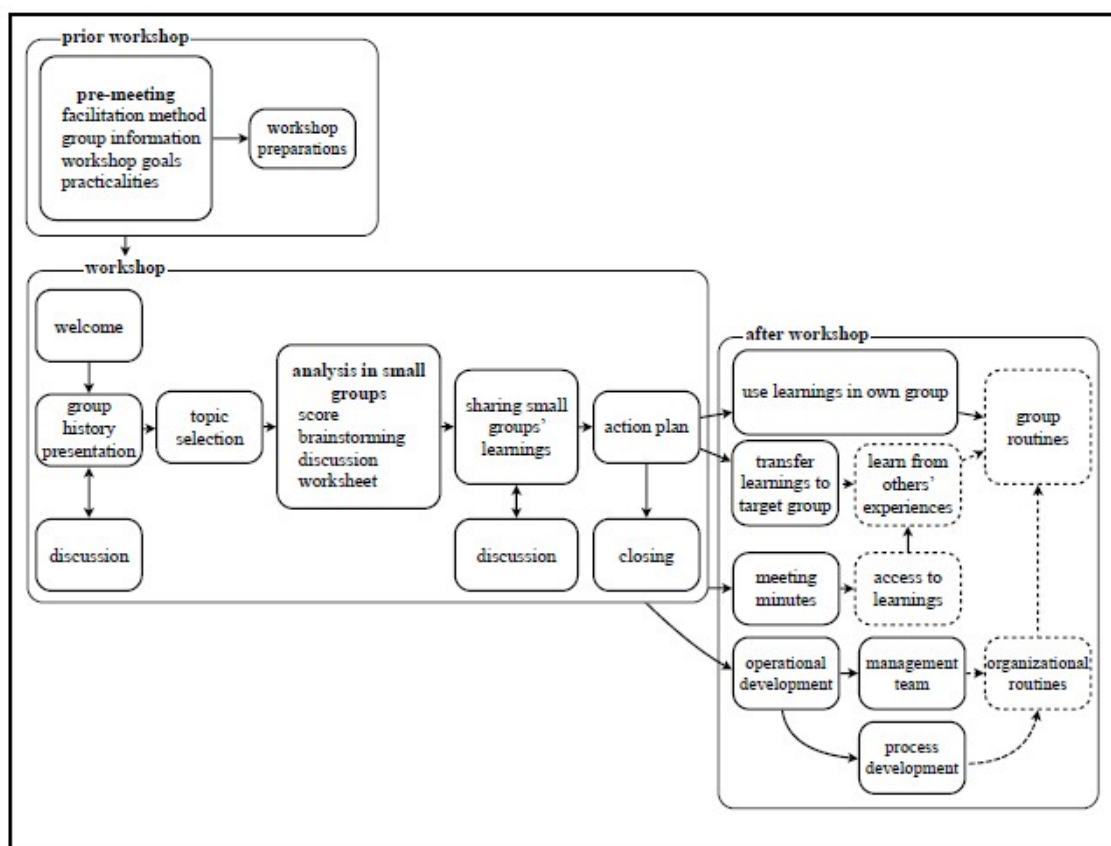 prior workshop
pre-meeting
facilitation method
group information
workshop goals
practicalities
workshop
preparations
workshop
welcome
group
history
presentation
discussion
topic
selection
analysis in small
groups
score
brainstorming
discussion
worksheet
sharing small
groups’
learnings
discussion
action plan
closing
after workshop
use learnings in own group
group
routines
transfer
learnings to
target group
learn from
others’
experiences
meeting
minutes
access to
learnings
operational
development
management
team
organizational
routines
process
development